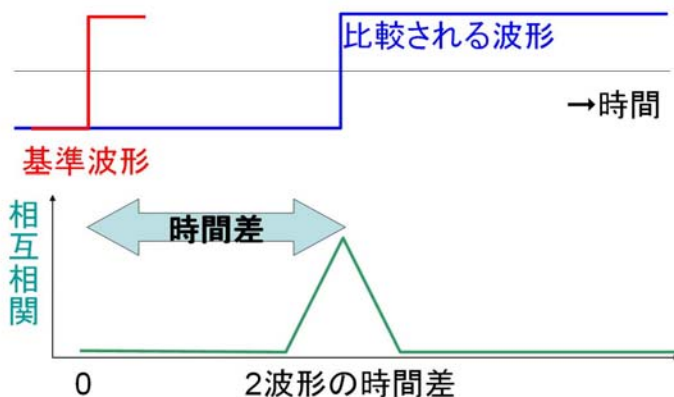 比較される波形
→時間
基準波形
相互相関
時間差
0
2波形の時間差